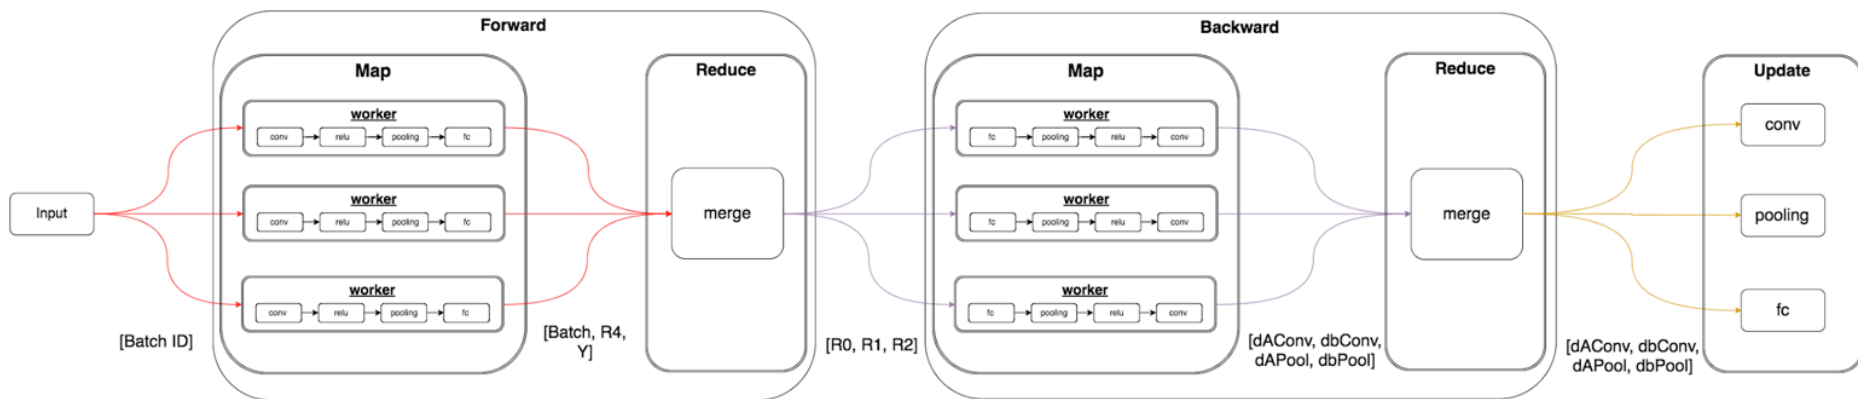 Forward
Backward
Map
Reduce
Map
Reduce
Update
worker
conv relu pooling fc
worker
conv relu pooling fc
worker
conv relu pooling fc
Input
merge
worker
fc pooling relu conv
worker
fc pooling relu conv
worker
fc pooling relu conv
merge
conv
pooling
fc
[Batch ID]
[Batch, R4,
Y]
[R0, R1, R2]
[dAConv, dbConv,
dAPool, dbPool]
[dAConv, dbConv,
dAPool, dbPool]